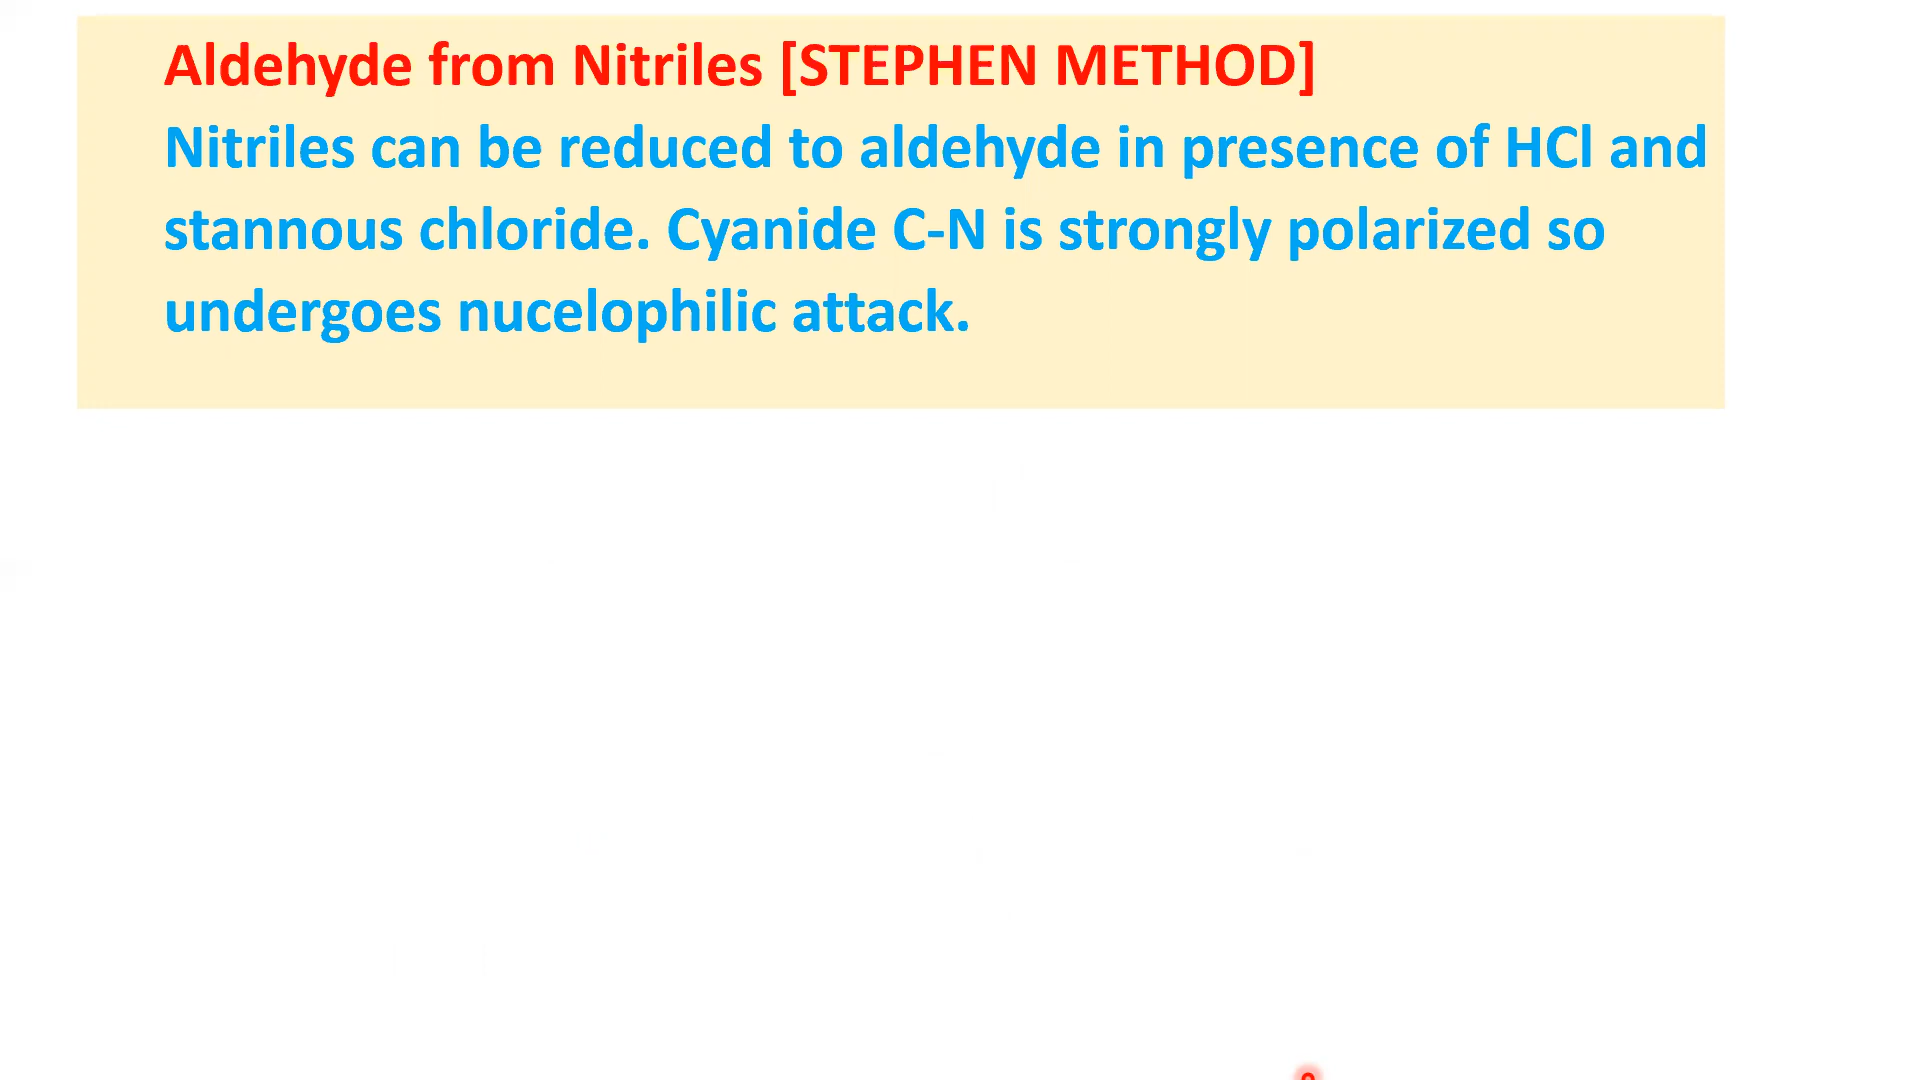 Aldehyde from Nitriles [STEPHEN METHOD]
Nitriles can be reduced to aldehyde in presence of HCl and
stannous chloride. Cyanide C-N is strongly polarized so
undergoes nucelophilic attack.